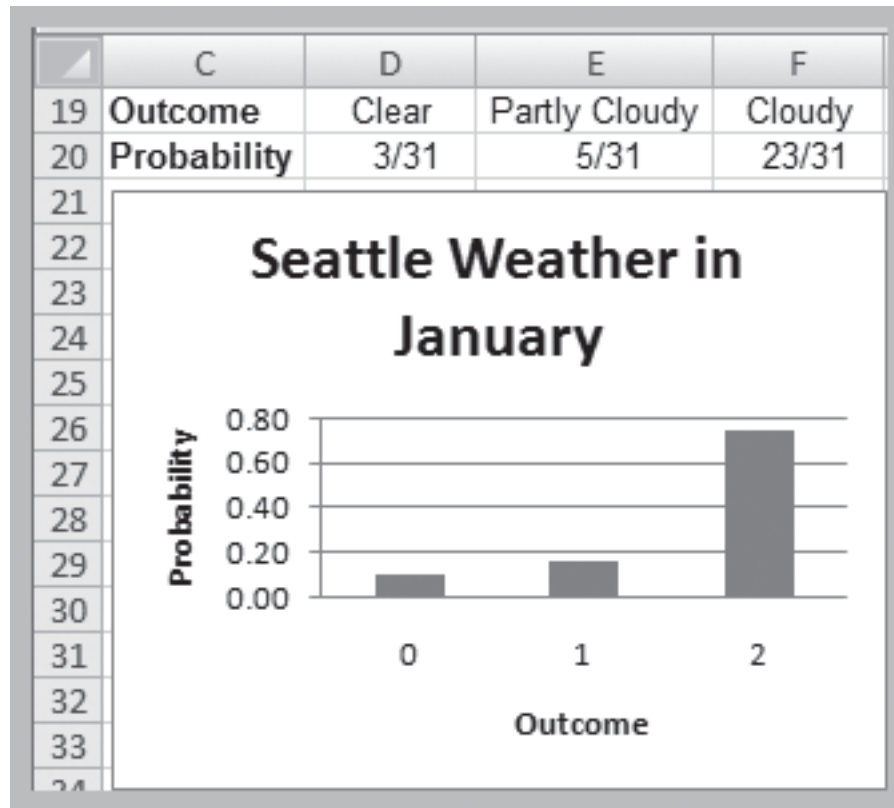 C D E F
19 Outcome Clear Partly Cloudy Cloudy
20 Probability 3/31 5/31 23/31
21
22
23
24
25
26
27
28
29
30
31
32
33
24
Seattle Weather in
January
Probability
0.80
0.60
0.40
0.20
0.00
0 1 2
Outcome